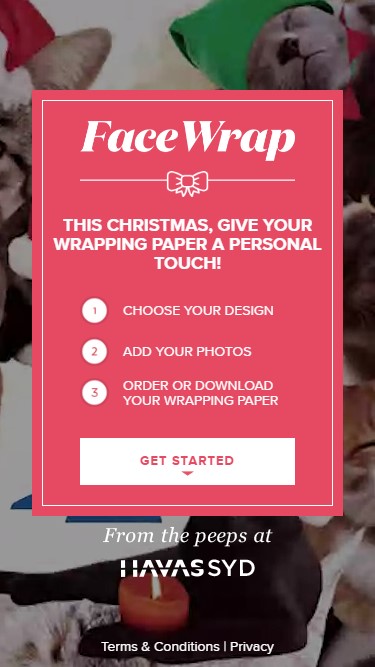 FaceWrap
THIS CHRISTMAS, GIVE YOUR
WRAPPING PAPER A PERSONAL
TOUCH!
1 CHOOSE YOUR DESIGN
2 ADD YOUR PHOTOS
3 ORDER OR DOWNLOAD
YOUR WRAPPING PAPER
GET STARTED
From the peeps at
HAVAS SYD
Terms & Conditions | Privacy